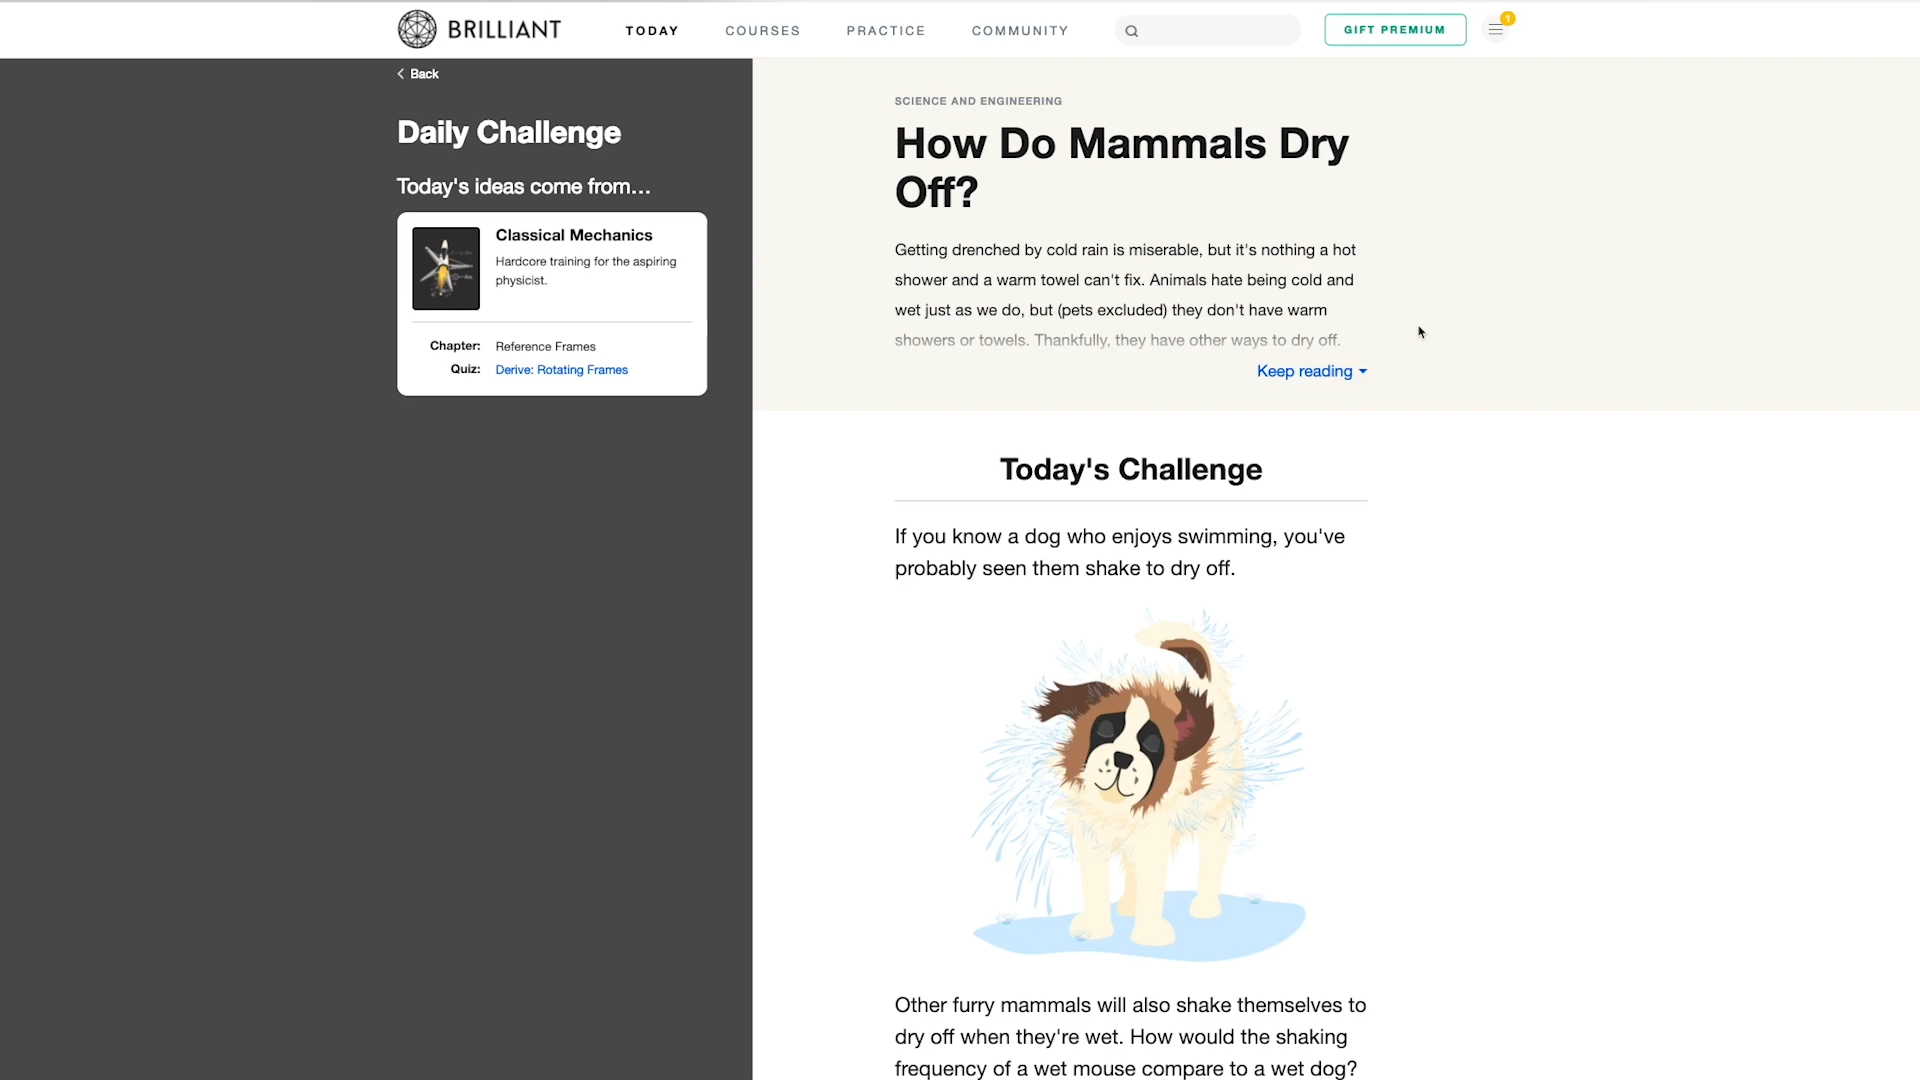 BRILLIANT
TODAY
COURSES
PRACTICE
COMMUNITY
GIFT PREMIUM
1
Back
Daily Challenge
Today's ideas come from...
Classical Mechanics
Hardcore training for the aspiring
physicist.
Chapter: Reference Frames
Quiz: Derive: Rotating Frames
SCIENCE AND ENGINEERING
How Do Mammals Dry
Off?
Getting drenched by cold rain is miserable, but it's nothing a hot
shower and a warm towel can't fix. Animals hate being cold and
wet just as we do, but (pets excluded) they don't have warm
showers or towels. Thankfully, they have other ways to dry off.
Keep reading
Today's Challenge
If you know a dog who enjoys swimming, you've
probably seen them shake to dry off.
Other furry mammals will also shake themselves to
dry off when they're wet. How would the shaking
frequency of a wet mouse compare to a wet dog?